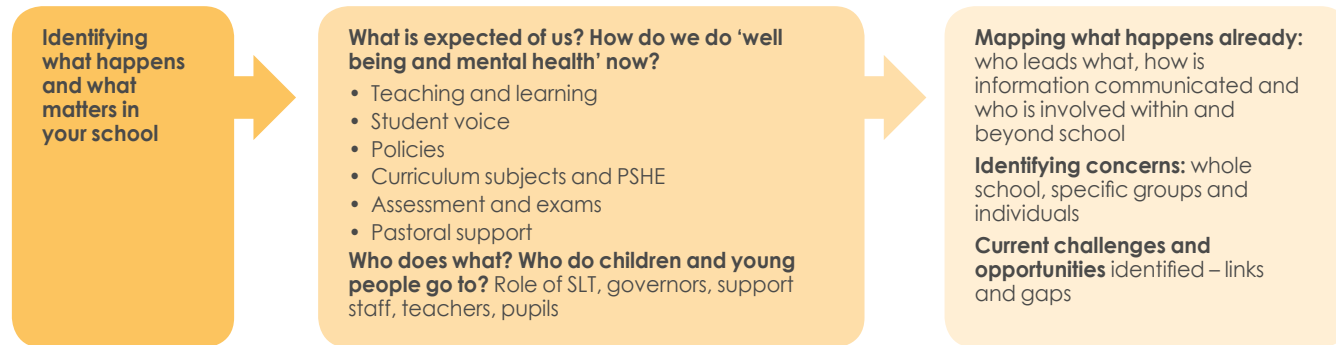 Identifying
what happens
and what
matters in
your school
What is expected of us? How do we do ‘well
being and mental health’ now?
• Teaching and learning
• Student voice
• Policies
• Curriculum subjects and PSHE
• Assessment and exams
• Pastoral support
Who does what? Who do children and young
people go to? Role of SLT, governors, support
staff, teachers, pupils
Mapping what happens already:
who leads what, how is
information communicated and
who is involved within and
beyond school
Identifying concerns: whole
school, specific groups and
individuals
Current challenges and
opportunities identified – links
and gaps